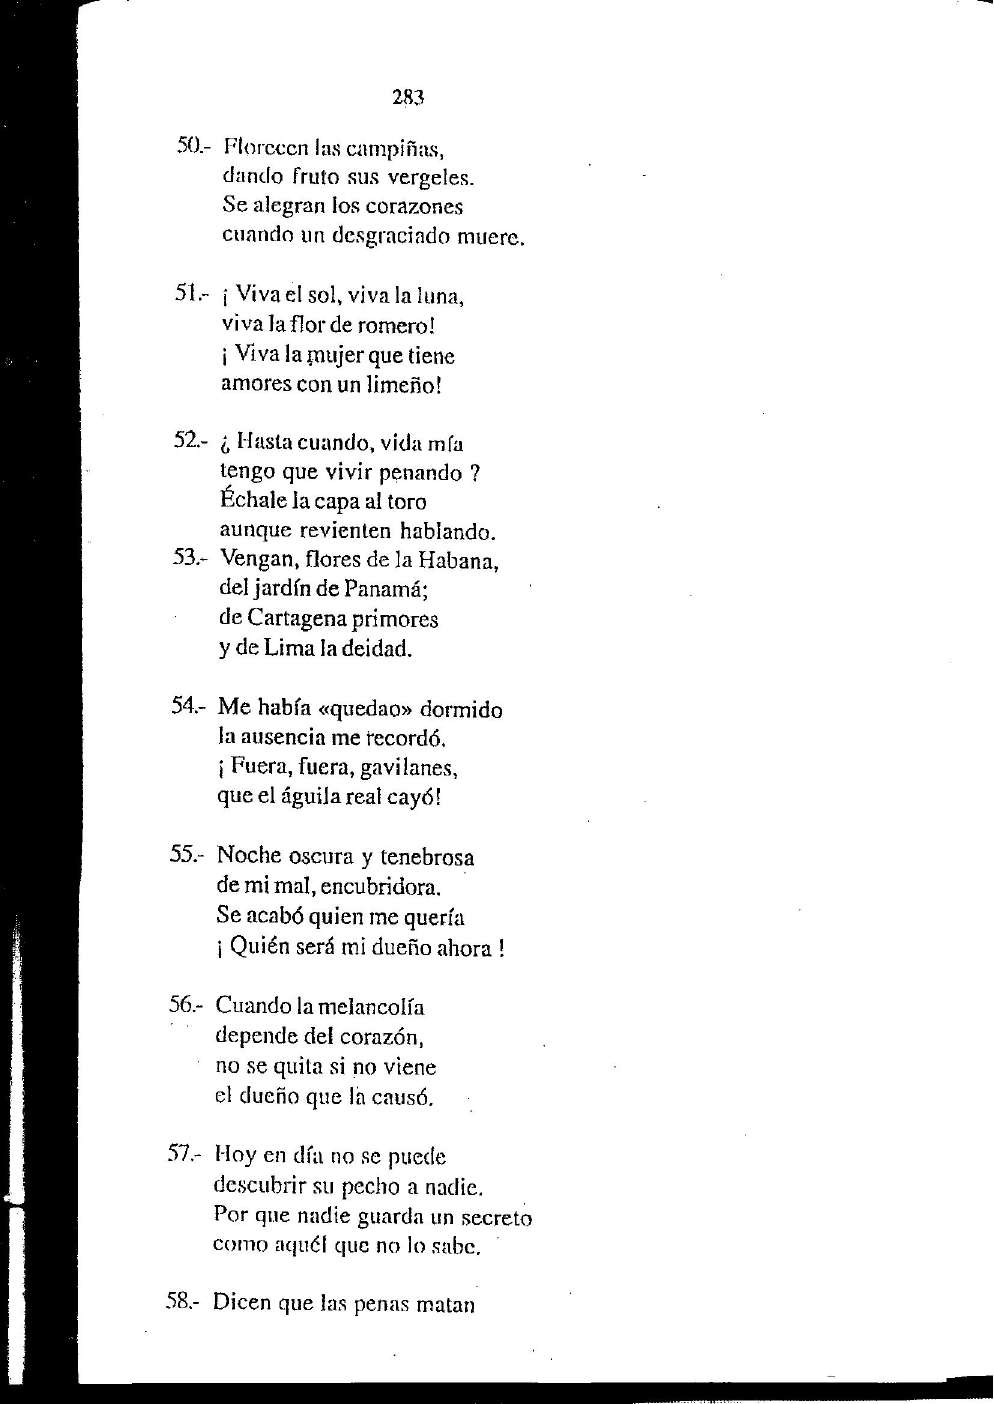 283
50.- Florecen las campiñas,
dando fruto sus vergeles.
Se alegran los corazones
cuando un desgraciado muere.
51.- ¡ Viva el sol, viva la luna,
viva la flor de romero!
¡ Viva la mujer que tiene
amores con un limeño!
52.- ¿ Hasta cuando, vida mía
tengo que vivir penando ?
Échale la capa al toro
aunque revienten hablando.
53.- Vengan, flores de la Habana,
del jardín de Panamá;
de Cartagena primores
y de Lima la deidad.
54.- Me había «quedao» dormido
la ausencia me recordó.
¡ Fuera, fuera, gavilanes,
que el águila real cayó!
55.- Noche oscura y tenebrosa
de mi mal, encubridora.
Se acabó quien me quería
¡ Quién será mi dueño ahora !
56.- Cuando la melancolía
depende del corazón,
no se quita si no viene
el dueño que la causó.
57.- Hoy en día no se puede
descubrir su pecho a nadie.
Por que nadie guarda un secreto
como aquél que no lo sabe.
58.- Dicen que las penas matan